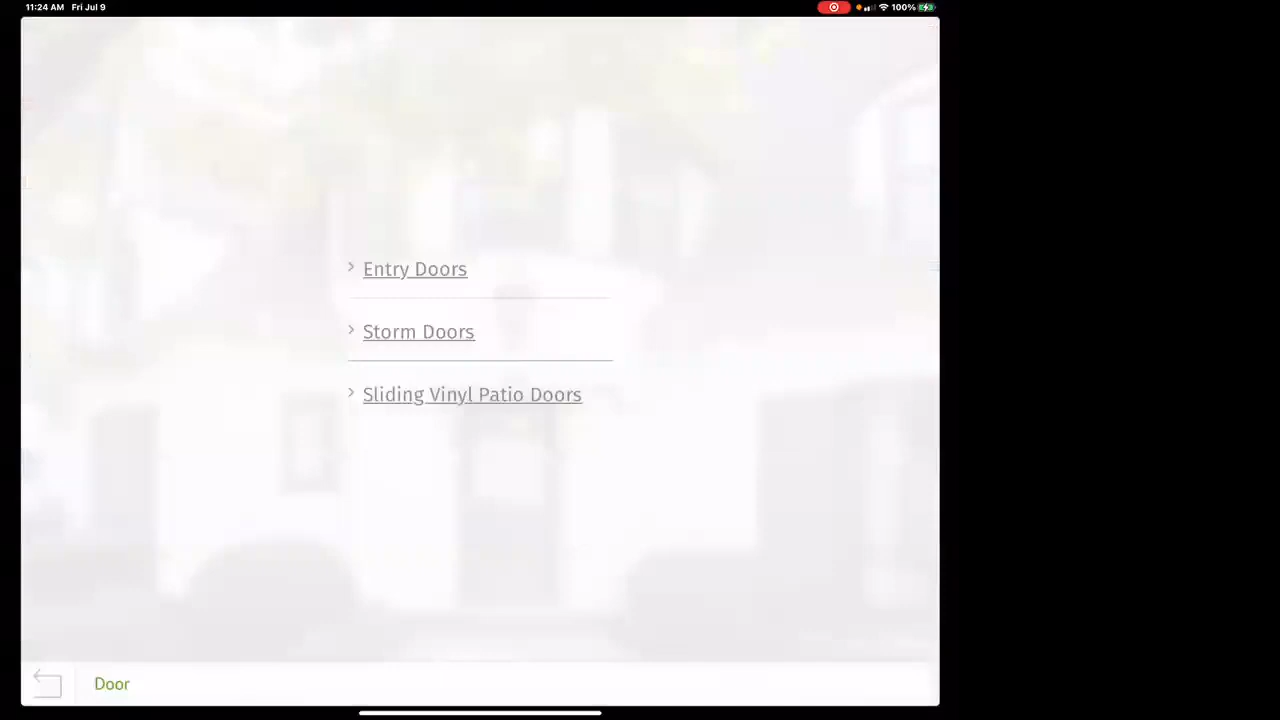 11:24 AM Fri Jul 9
100%
Entry Doors
Storm Doors
Sliding Vinyl Patio Doors
Door